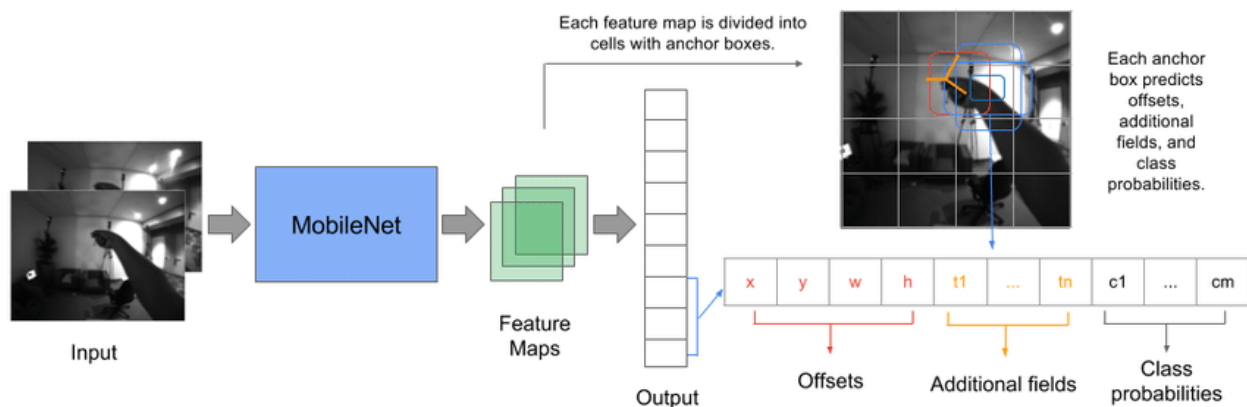 Each feature map is divided into
cells with anchor boxes.
Each anchor
box predicts
offsets,
additional
fields, and
class
probabilities.
MobileNet
Input
Feature
Maps
Output
x y w h t1 ... tn c1 ... cm
Offsets
Additional fields
Class
probabilities